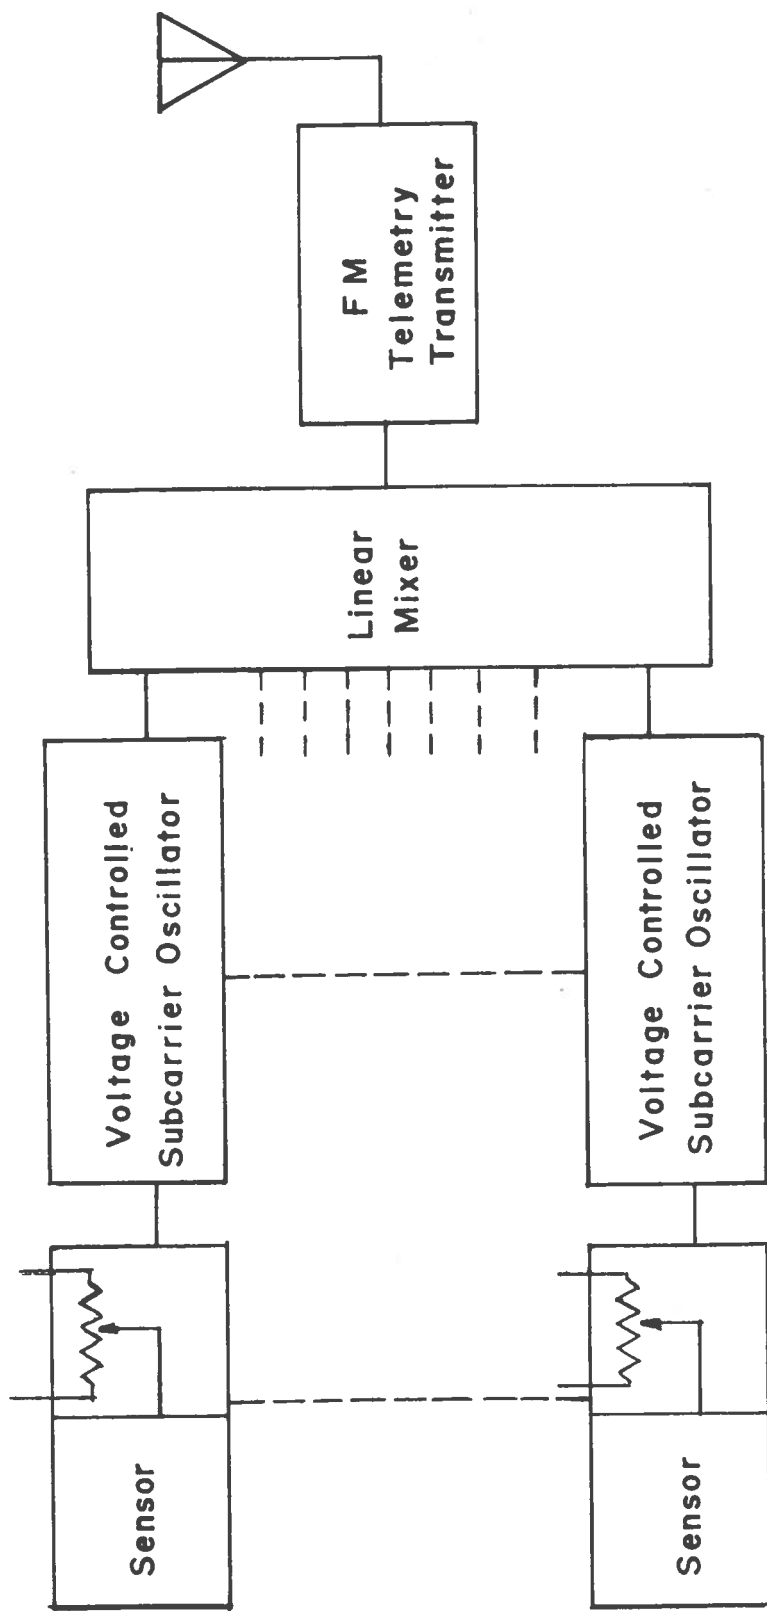 Sensor
Voltage Controlled
Subcarrier Oscillator
Linear
Mixer
FM
Telemetry
Transmitter
Sensor
Voltage Controlled
Subcarrier Oscillator